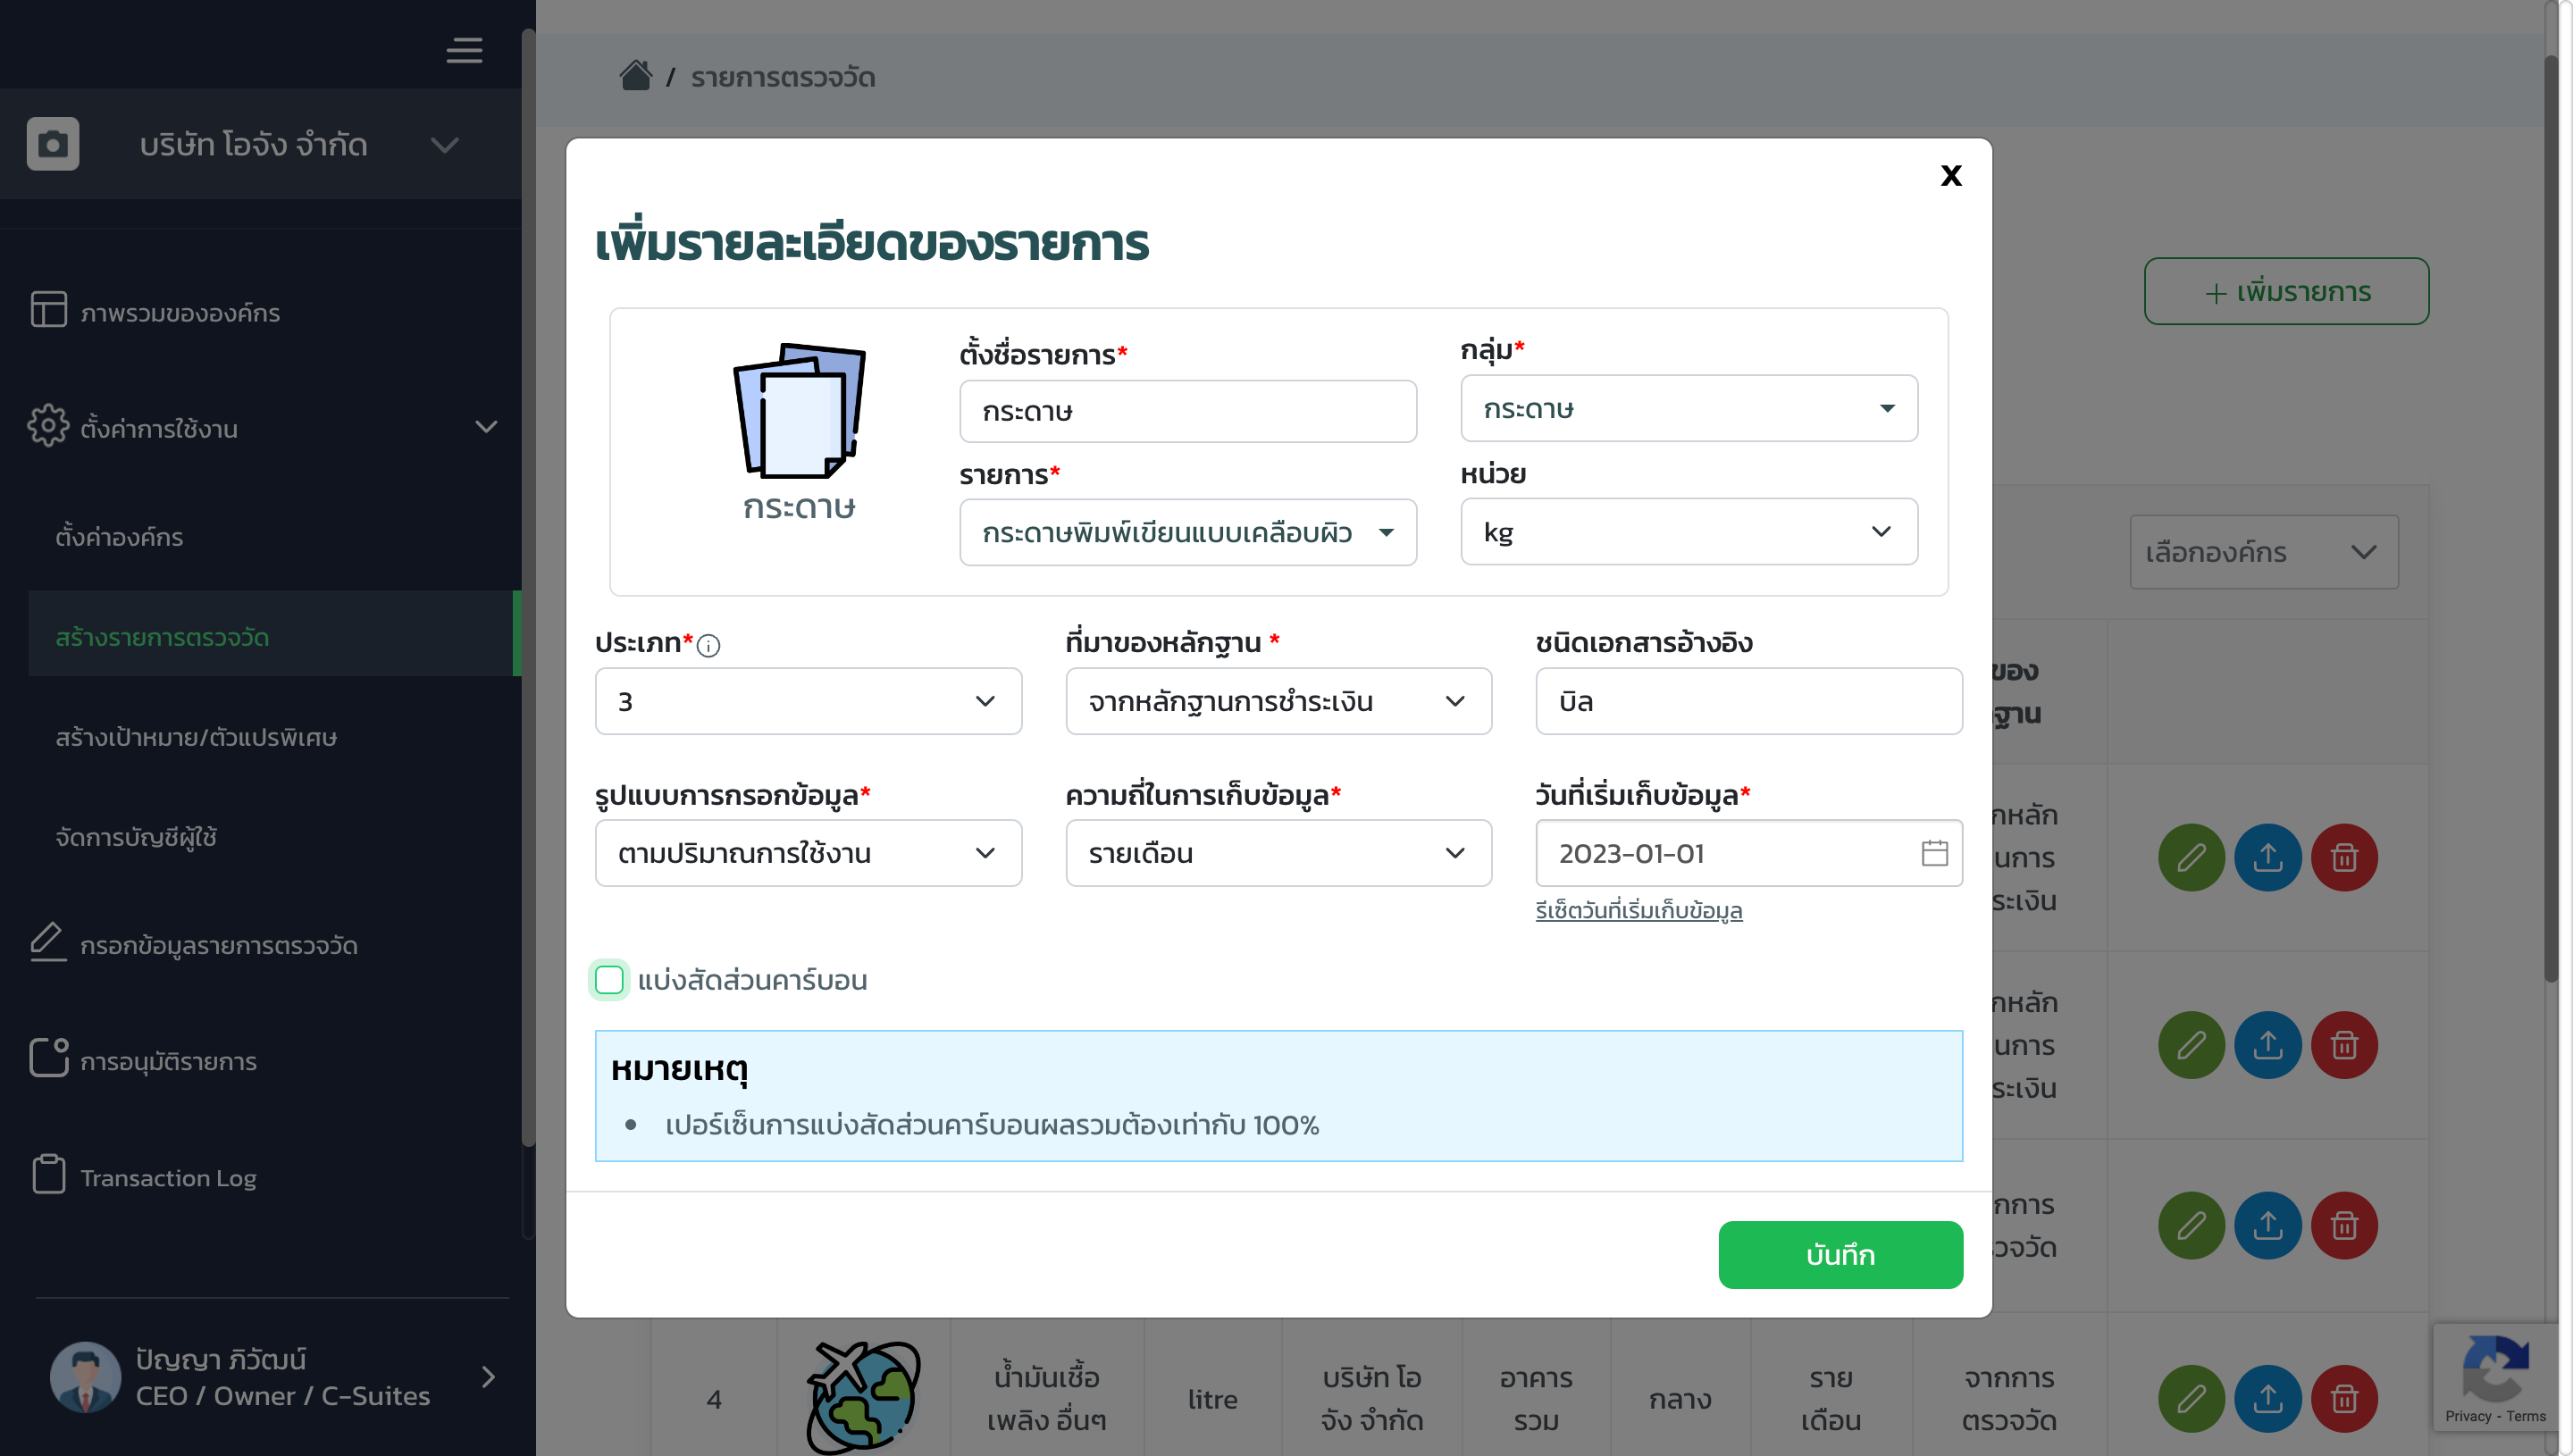 บริษัท โอจัง จำกัด
ภาพรวมขององค์กร
ตั้งค่าการใช้งาน
ตั้งค่าองค์กร
สร้างรายการตรวจวัด
สร้างเป้าหมาย/ตัวแปรพิเศษ
จัดการบัญชีผู้ใช้
กรอกข้อมูลรายการตรวจวัด
การอนุมัติรายการ
Transaction Log
ปัญญา ภิวัฒน์
CEO / Owner / C-Suites
/ รายการตรวจวัด
+ เพิ่มรายการ
เลือกองค์กร
X
เพิ่มรายละเอียดของรายการ
กระดาษ
ตั้งชื่อรายการ*
กระดาษ
กลุ่ม*
กระดาษ
รายการ*
กระดาษพิมพ์เขียนแบบเคลือบผิว
หน่วย
kg
ประเภท*
3
ที่มาของหลักฐาน *
จากหลักฐานการชำระเงิน
ชนิดเอกสารอ้างอิง
บิล
รูปแบบการกรอกข้อมูล*
ตามปริมาณการใช้งาน
ความถี่ในการเก็บข้อมูล*
รายเดือน
วันที่เริ่มเก็บข้อมูล*
2023-01-01
รีเซ็ตวันที่เริ่มเก็บข้อมูล
แบ่งสัดส่วนคาร์บอน
หมายเหตุ
• เปอร์เซ็นการแบ่งสัดส่วนคาร์บอนผลรวมต้องเท่ากับ 100%
บันทึก
ของ
ฐาน
กหลัก
นการ
ระเงิน
กหลัก
นการ
ระเงิน
กการ
รวจวัด
4
น้ำมันเชื้อ
เพลิง อื่นๆ
litre
บริษัท โอ
จัง จำกัด
อาคาร
รวม
กลาง
ราย
เดือน
จากการ
ตรวจวัด
Privacy - Terms